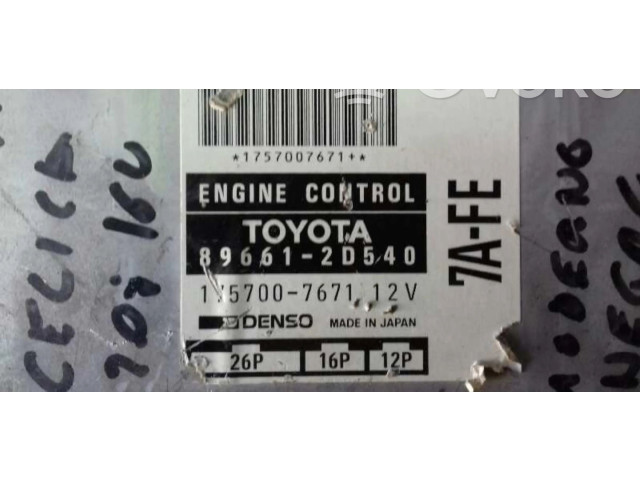 *1757007671+*
ENGINE CONTROL
TOYOTA
89661-2D540
175700-7671 12V
DENSO MADE IN JAPAN
26P 16P 12P
7A-FE
CELICA